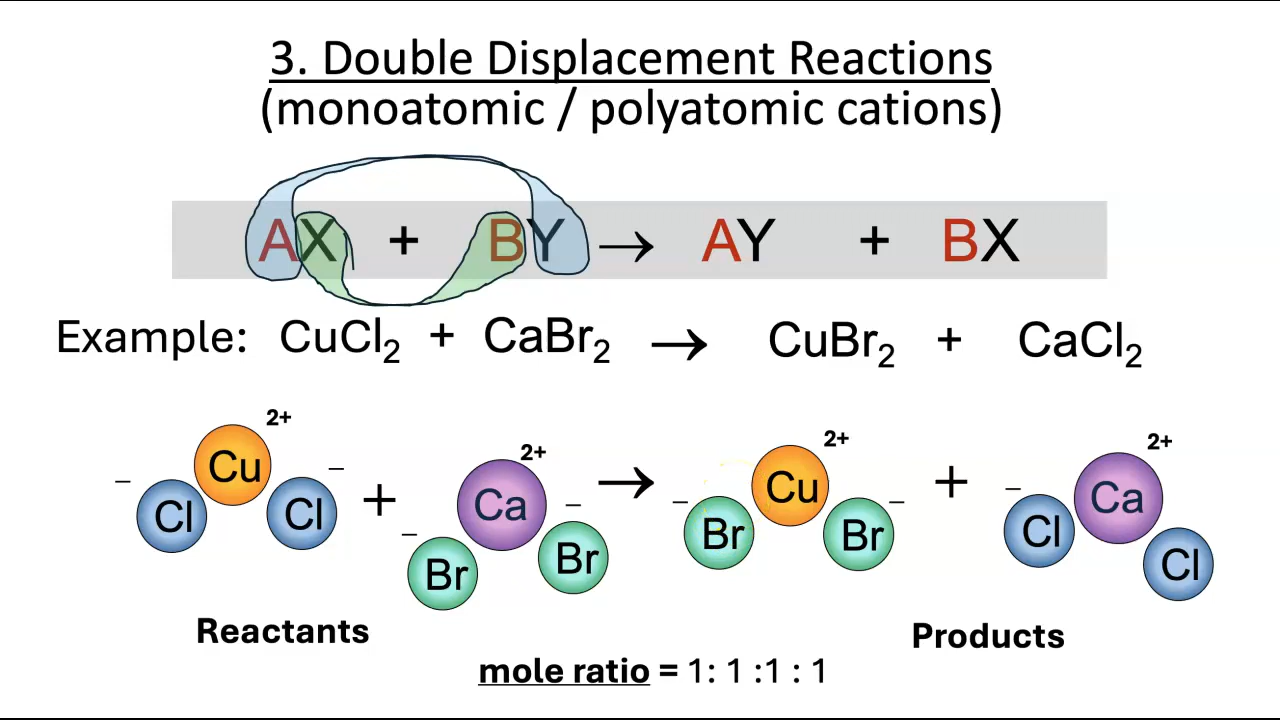 3. Double Displacement Reactions
(monoatomic / polyatomic cations)
AX + BY → AY + BX
Example: CuCl₂ + CaBr₂ → CuBr₂ + CaCl₂
2+ 2+ 2+ 2+
– Cl Cu Cl – + – Br Ca Br – → – Br Cu Br – + – Cl Ca Cl
Reactants Products
mole ratio = 1: 1 :1 : 1